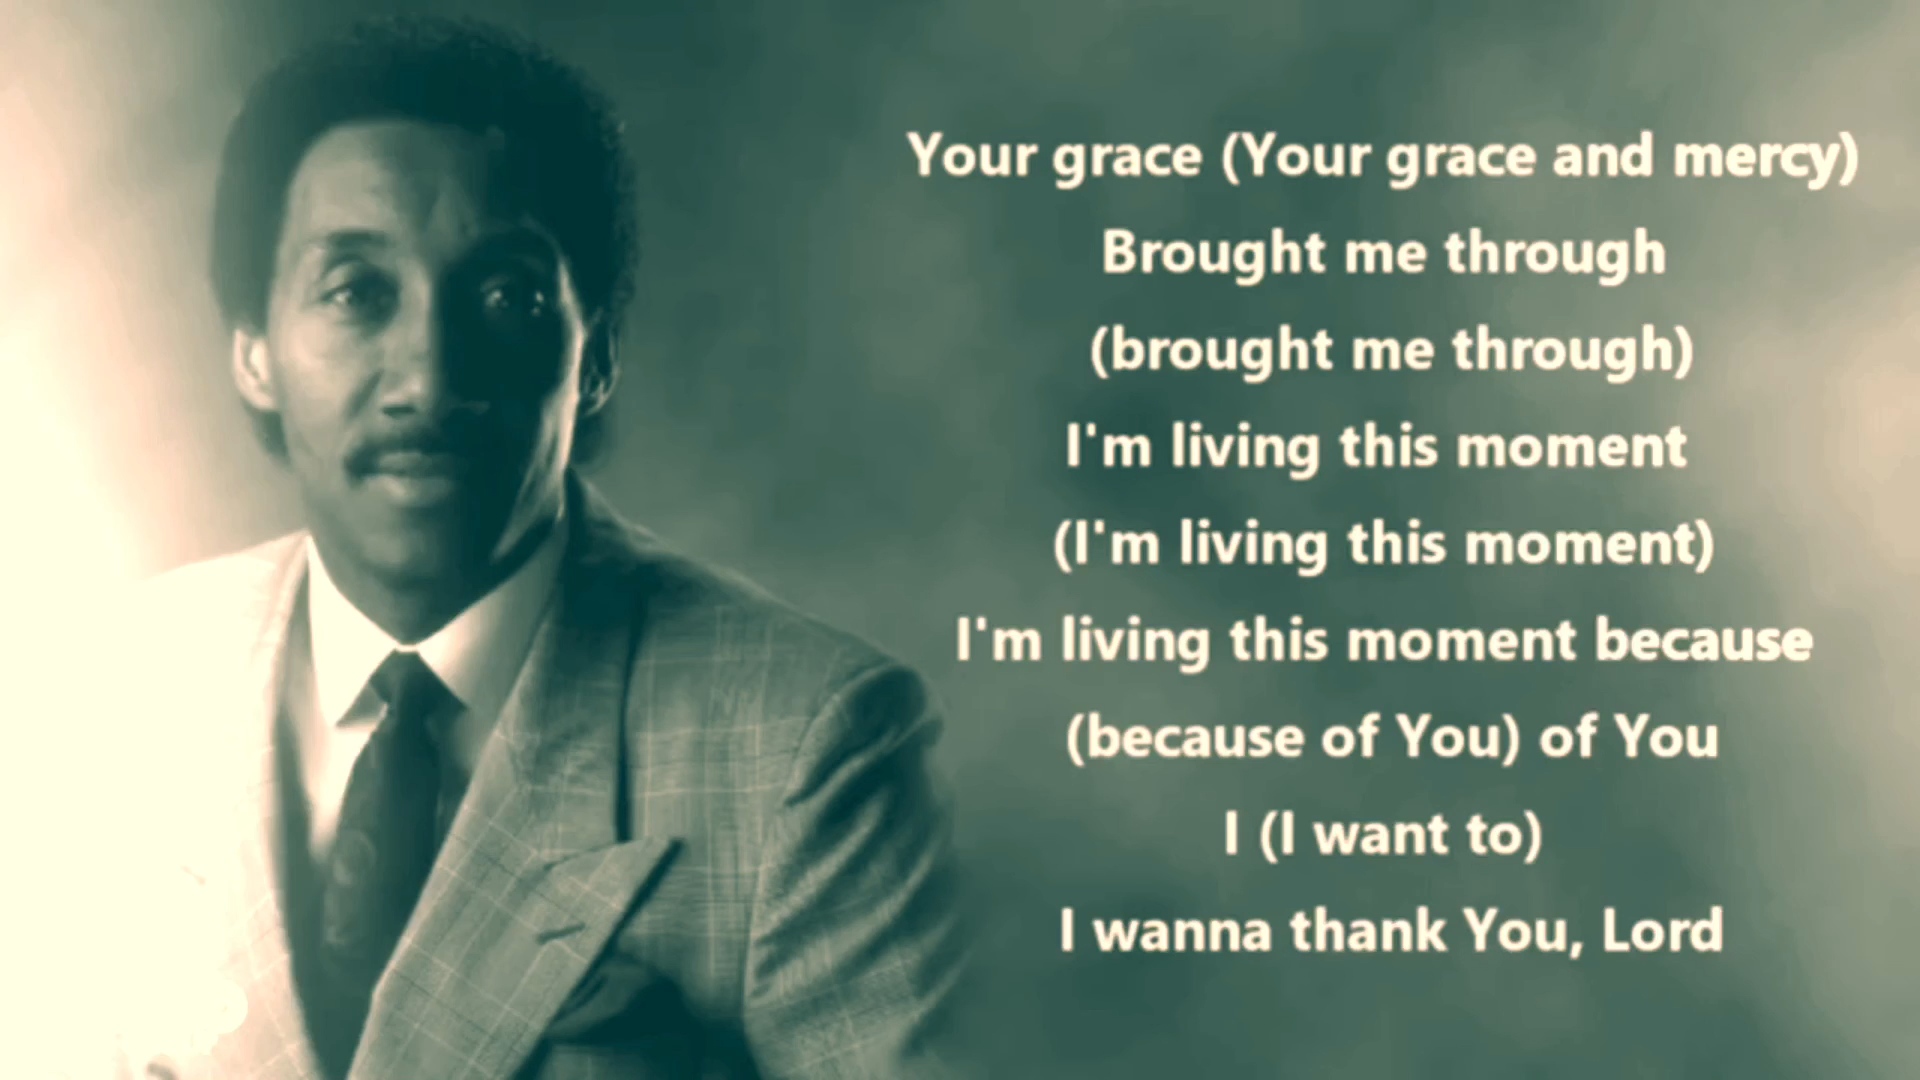 Your grace (Your grace and mercy)
Brought me through
(brought me through)
I'm living this moment
(I'm living this moment)
I'm living this moment because
(because of You) of You
I (I want to)
I wanna thank You, Lord